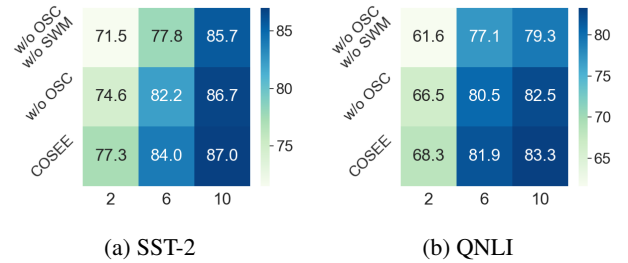 w/o OSC
w/o SWM
71.5 77.8 85.7
w/o OSC
74.6 82.2 86.7
COSEE
77.3 84.0 87.0
2 6 10
85
80
75
(a) SST-2
w/o OSC
w/o SWM
61.6 77.1 79.3
w/o OSC
66.5 80.5 82.5
COSEE
68.3 81.9 83.3
2 6 10
80
75
70
65
(b) QNLI